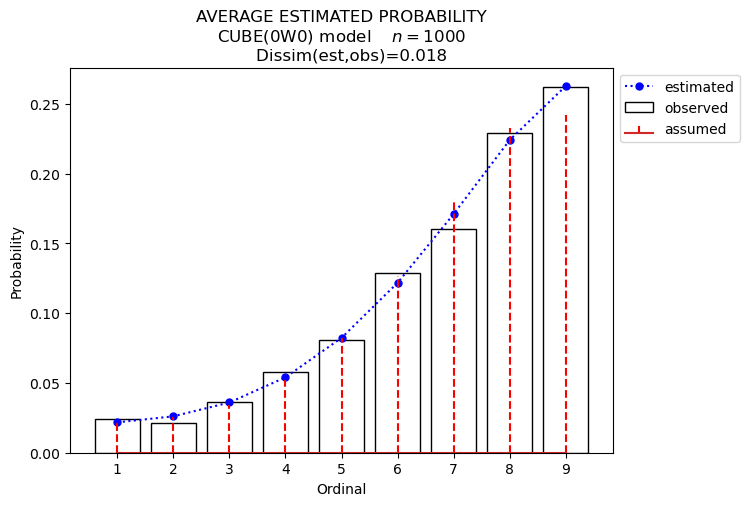 AVERAGE ESTIMATED PROBABILITY
CUBE(0W0) model n = 1000
Dissim(est,obs)=0.018
estimated
observed
assumed
Probability
0.25
0.20
0.15
0.10
0.05
0.00
1 2 3 4 5 6 7 8 9
Ordinal